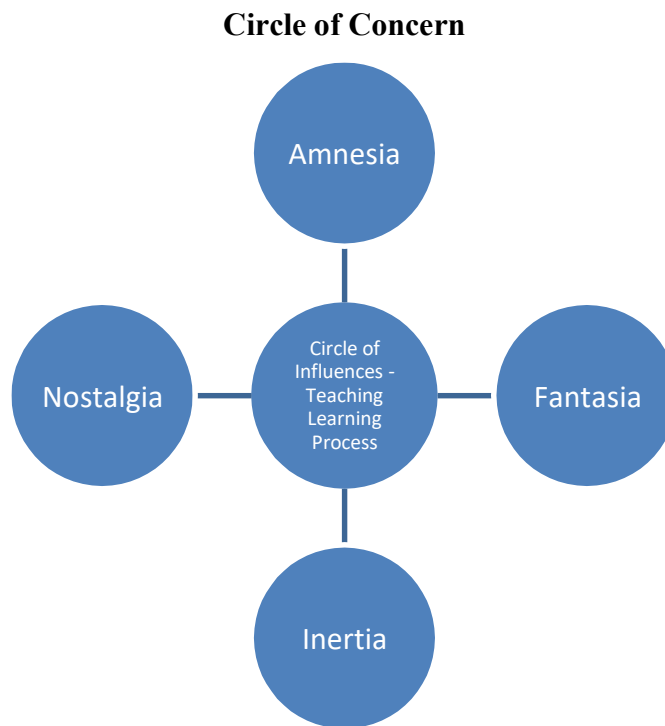 Circle of Concern
Amnesia
Nostalgia
Circle of
Influences -
Teaching
Learning
Process
Fantasia
Inertia